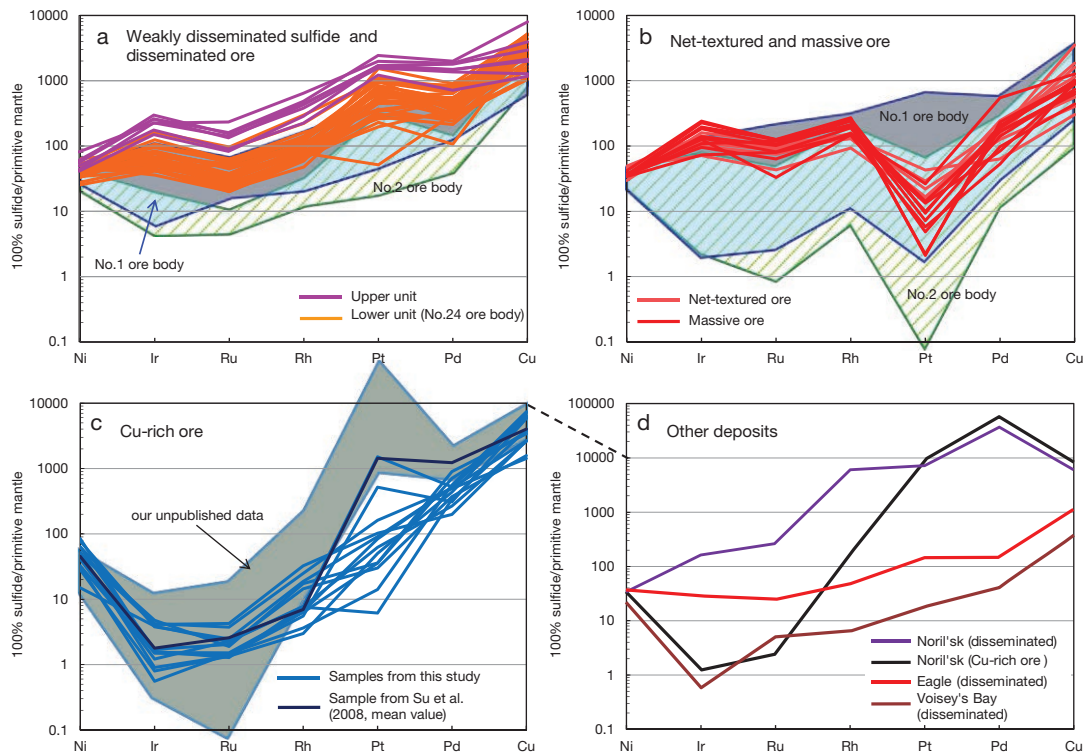 10000
1000
100
10
1
0.1
100% sulfide/primitive mantle
a
Weakly disseminated sulfide and
disseminated ore
No.2 ore body
No.1 ore body
Upper unit
Lower unit (No.24 ore body)
Ni Ir Ru Rh Pt Pd Cu
10000
1000
100
10
1
0.1
100% sulfide/primitive mantle
b
Net-textured and massive ore
No.1 ore body
No.2 ore body
Net-textured ore
Massive ore
Ni Ir Ru Rh Pt Pd Cu
10000
1000
100
10
1
0.1
100% sulfide/primitive mantle
c
Cu-rich ore
our unpublished data
Samples from this study
Sample from Su et al.
(2008, mean value)
Ni Ir Ru Rh Pt Pd Cu
100000
10000
1000
100
10
1
0.1
100% sulfide/primitive mantle
d
Other deposits
Noril'sk (disseminated)
Noril'sk (Cu-rich ore )
Eagle (disseminated)
Voisey's Bay
(disseminated)
Ni Ir Ru Rh Pt Pd Cu